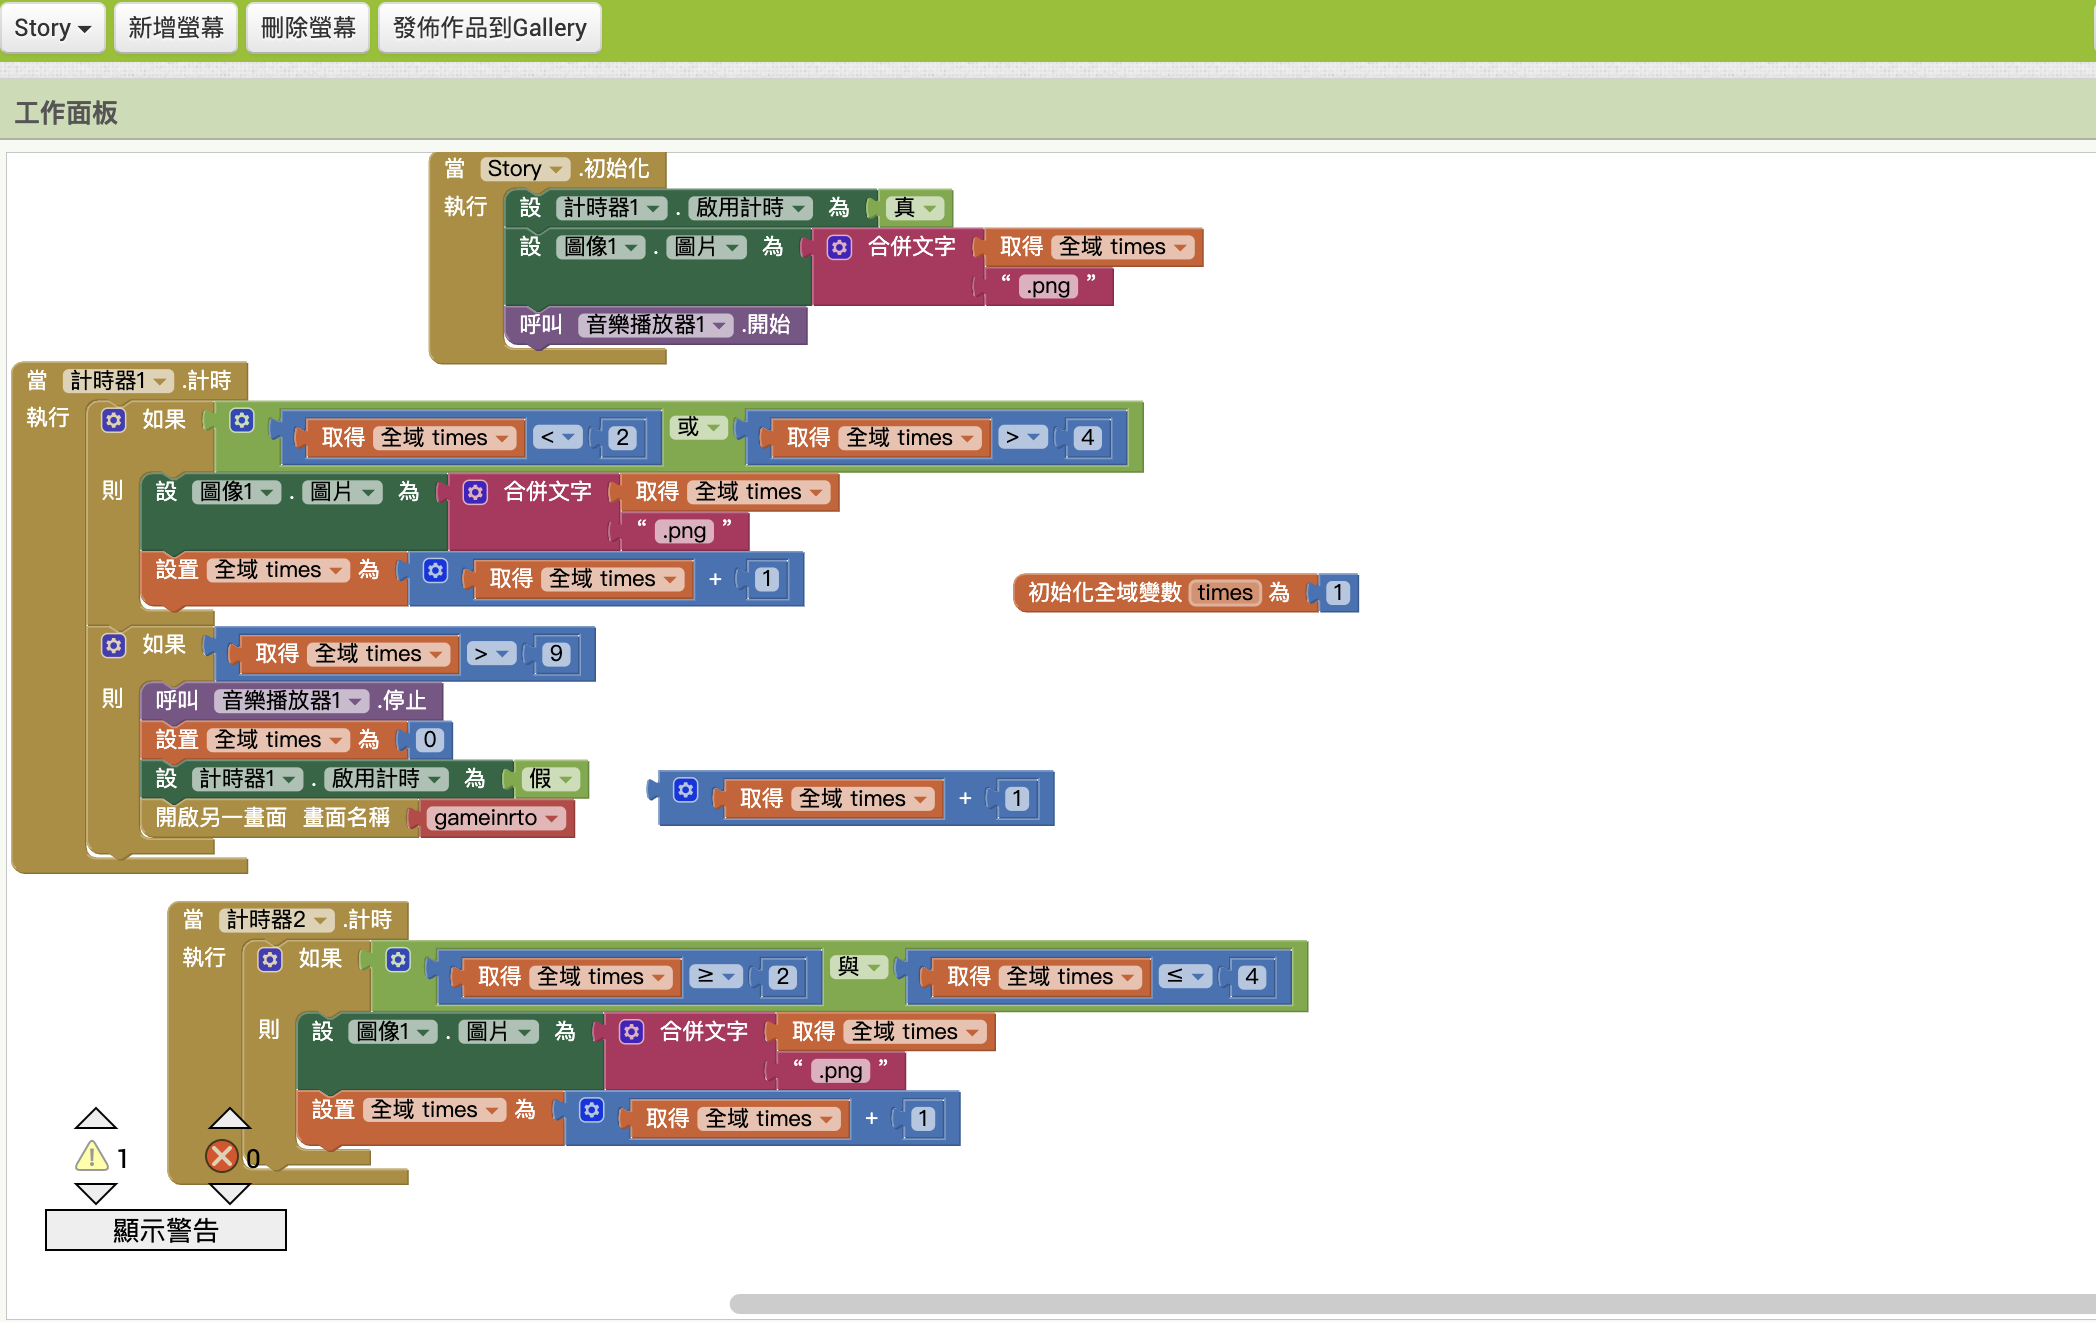 Story 新增螢幕 刪除螢幕 發佈作品到Gallery
工作面板
當 Story .初始化
執行 設 計時器1 . 啟用計時 為 真
設 圖像1 . 圖片 為 合併文字 取得 全域 times
“ .png ”
呼叫 音樂播放器1 .開始
當 計時器1 .計時
執行 如果 取得 全域 times < 2 或 取得 全域 times > 4
則 設 圖像1 . 圖片 為 合併文字 取得 全域 times
“ .png ”
設置 全域 times 為 取得 全域 times + 1
初始化全域變數 times 為 1
如果 取得 全域 times > 9
則 呼叫 音樂播放器1 .停止
設置 全域 times 為 0
設 計時器1 . 啟用計時 為 假
開啟另一畫面 畫面名稱 gameinrto
取得 全域 times + 1
當 計時器2 .計時
執行 如果 取得 全域 times ≥ 2 與 取得 全域 times ≤ 4
則 設 圖像1 . 圖片 為 合併文字 取得 全域 times
“ .png ”
設置 全域 times 為 取得 全域 times + 1
1 0
顯示警告